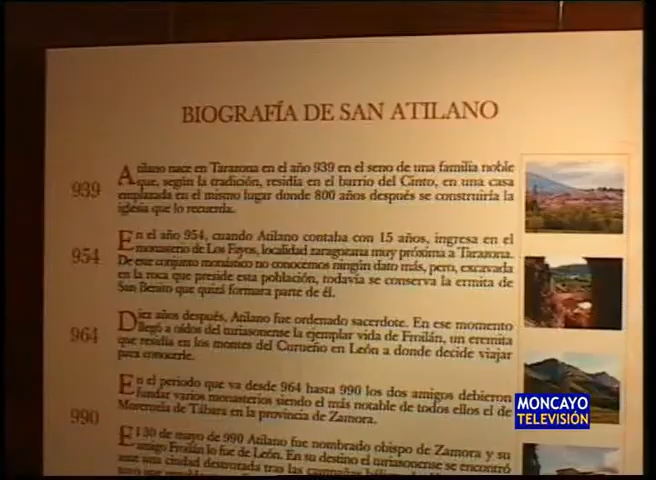 BIOGRAFÍA DE SAN ATILANO
939
Atilano nace en Tarazona en el año 939 en el seno de una familia noble
que, según la tradición, residía en el barrio del Cinto, en una casa
emplazada en el mismo lugar donde 800 años después se construiría la
iglesia que lo recuerda.
954
En el año 954, cuando Atilano contaba con 15 años, ingresa en el
monasterio de Los Fayos, localidad zaragozana muy próxima a Tarazona.
De este conjunto monástico no conocemos ningún dato más, pero, excavada
en la roca que preside esta población, todavía se conserva la ermita de
San Benito que quizá formara parte de él.
964
Diez años después, Atilano fue ordenado sacerdote. En ese momento
llegó a oídos del turiasonense la ejemplar vida de Froilán, un eremita
que residía en los montes del Curueño en León a donde decide viajar
para conocerle.
En el periodo que va desde 964 hasta 990 los dos amigos debieron
fundar varios monasterios siendo el más notable de todos ellos el de
Moreruela de Tábara en la provincia de Zamora.
990
El 30 de mayo de 990 Atilano fue nombrado obispo de Zamora y su
amigo Froilán lo fue de León. En su destino el turiasonense se encontró
ante una ciudad destrozada tras las campañas
MONCAYO
TELEVISIÓN